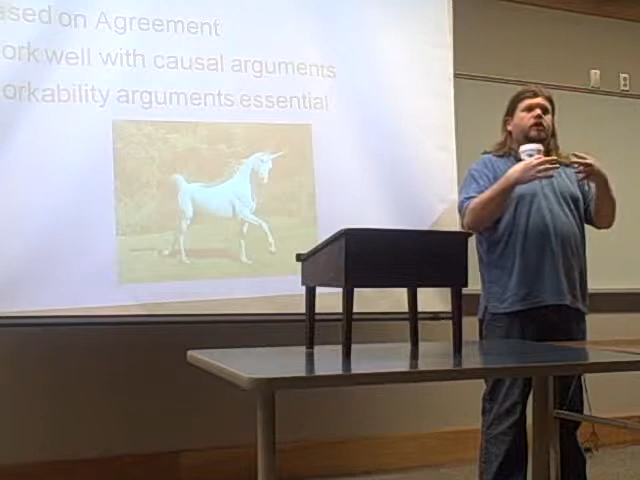 ased on Agreement
ork well with causal arguments
orkability arguments essential